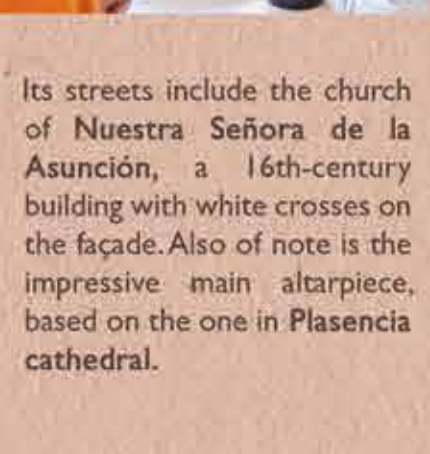 Its streets include the church
of Nuestra Señora de la
Asunción, a 16th-century
building with white crosses on
the façade. Also of note is the
impressive main altarpiece,
based on the one in Plasencia
cathedral.